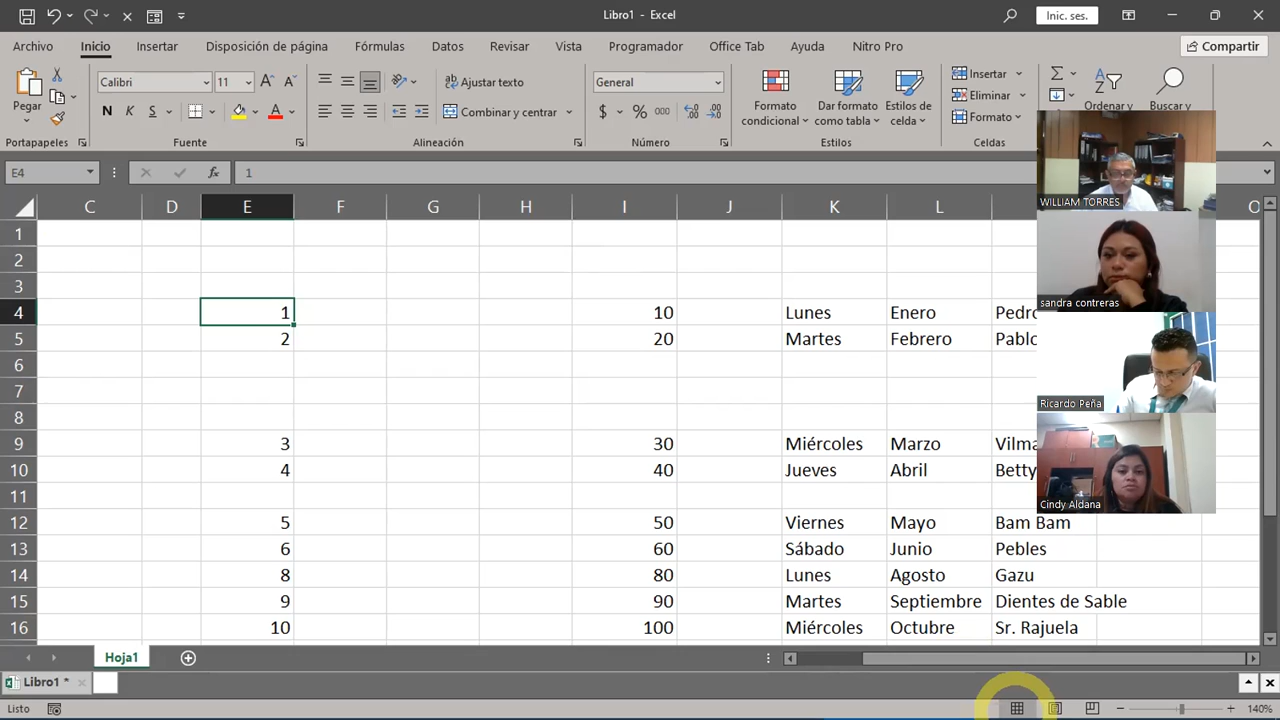 Libro1 - Excel
Inic. ses.
Archivo Inicio Insertar Disposición de página Fórmulas Datos Revisar Vista Programador Office Tab Ayuda Nitro Pro Compartir
Pegar
Calibri 11
N K S
Ajustar texto
Combinar y centrar
General
$ % 000
Formato condicional
Dar formato como tabla
Estilos de celda
Insertar
Eliminar
Formato
Ordenar y
Buscar y
Portapapeles Fuente Alineación Número Estilos Celdas
E4 fx 1
C D E F G H I J K L O
1
2
3
4 1 10 Lunes Enero Pedro
5 2 20 Martes Febrero Pablo
6
7
8
9 3 30 Miércoles Marzo Vilma
10 4 40 Jueves Abril Betty
11
12 5 50 Viernes Mayo Bam Bam
13 6 60 Sábado Junio Pebles
14 8 80 Lunes Agosto Gazu
15 9 90 Martes Septiembre Dientes de Sable
16 10 100 Miércoles Octubre Sr. Rajuela
WILLIAM TORRES
sandra contreras
Ricardo Peña
Cindy Aldana
Hoja1
Libro1 *
Listo
140%